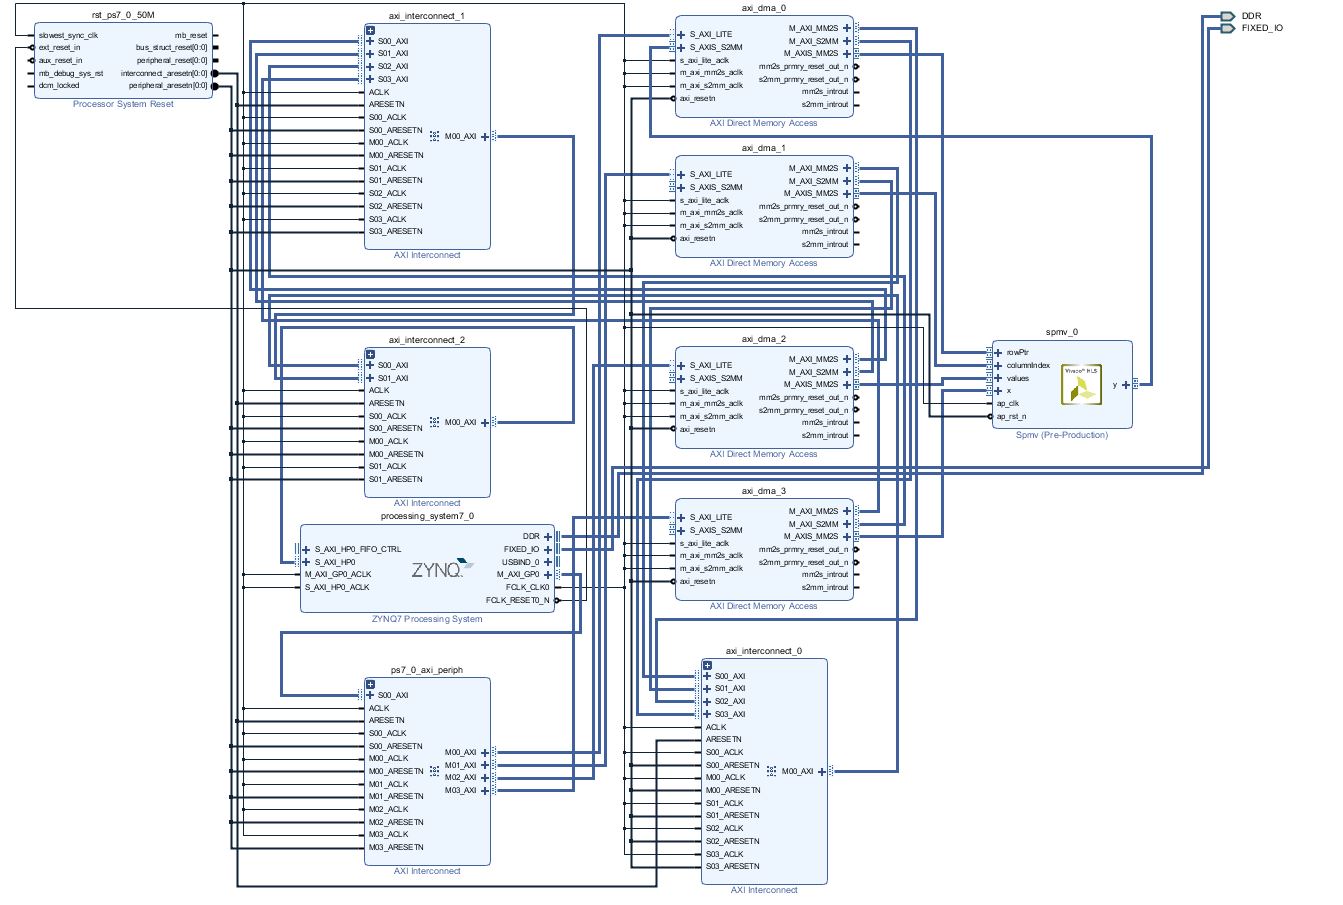 rst_ps7_0_50M
slowest_sync_clk
ext_reset_in
aux_reset_in
mb_debug_sys_rst
dcm_locked
mb_reset
bus_struct_reset[0:0]
peripheral_reset[0:0]
interconnect_aresetn[0:0]
peripheral_aresetn[0:0]
Processor System Reset
axi_interconnect_1
S00_AXI
S01_AXI
S02_AXI
S03_AXI
ACLK
ARESETN
S00_ACLK
S00_ARESETN
M00_ACLK
M00_ARESETN
S01_ACLK
S01_ARESETN
S02_ACLK
S02_ARESETN
S03_ACLK
S03_ARESETN
M00_AXI
AXI Interconnect
axi_interconnect_2
S00_AXI
S01_AXI
ACLK
ARESETN
S00_ACLK
S00_ARESETN
M00_ACLK
M00_ARESETN
S01_ACLK
S01_ARESETN
M00_AXI
AXI Interconnect
processing_system7_0
S_AXI_HP0_FIFO_CTRL
S_AXI_HP0
M_AXI_GP0_ACLK
S_AXI_HP0_ACLK
ZYNQ
DDR
FIXED_IO
USBIND_0
M_AXI_GP0
FCLK_CLK0
FCLK_RESET0_N
ZYNQ7 Processing System
ps7_0_axi_periph
S00_AXI
ACLK
ARESETN
S00_ACLK
S00_ARESETN
M00_ACLK
M00_ARESETN
M01_ACLK
M01_ARESETN
M02_ACLK
M02_ARESETN
M03_ACLK
M03_ARESETN
M00_AXI
M01_AXI
M02_AXI
M03_AXI
AXI Interconnect
axi_dma_0
S_AXI_LITE
S_AXIS_S2MM
s_axi_lite_aclk
m_axi_mm2s_aclk
m_axi_s2mm_aclk
axi_resetn
M_AXI_MM2S
M_AXI_S2MM
M_AXIS_MM2S
mm2s_prmry_reset_out_n
s2mm_prmry_reset_out_n
mm2s_introut
s2mm_introut
AXI Direct Memory Access
axi_dma_1
S_AXI_LITE
S_AXIS_S2MM
s_axi_lite_aclk
m_axi_mm2s_aclk
m_axi_s2mm_aclk
axi_resetn
M_AXI_MM2S
M_AXI_S2MM
M_AXIS_MM2S
mm2s_prmry_reset_out_n
s2mm_prmry_reset_out_n
mm2s_introut
s2mm_introut
AXI Direct Memory Access
axi_dma_2
S_AXI_LITE
S_AXIS_S2MM
s_axi_lite_aclk
m_axi_mm2s_aclk
m_axi_s2mm_aclk
axi_resetn
M_AXI_MM2S
M_AXI_S2MM
M_AXIS_MM2S
mm2s_prmry_reset_out_n
s2mm_prmry_reset_out_n
mm2s_introut
s2mm_introut
AXI Direct Memory Access
axi_dma_3
S_AXI_LITE
S_AXIS_S2MM
s_axi_lite_aclk
m_axi_mm2s_aclk
m_axi_s2mm_aclk
axi_resetn
M_AXI_MM2S
M_AXI_S2MM
M_AXIS_MM2S
mm2s_prmry_reset_out_n
s2mm_prmry_reset_out_n
mm2s_introut
s2mm_introut
AXI Direct Memory Access
axi_interconnect_0
S00_AXI
S01_AXI
S02_AXI
S03_AXI
ACLK
ARESETN
S00_ACLK
S00_ARESETN
M00_ACLK
M00_ARESETN
S01_ACLK
S01_ARESETN
S02_ACLK
S02_ARESETN
S03_ACLK
S03_ARESETN
M00_AXI
AXI Interconnect
spmv_0
rowPtr
columnIndex
values
x
ap_clk
ap_rst_n
Vivado™ HLS
y
Spmv (Pre-Production)
DDR
FIXED_IO